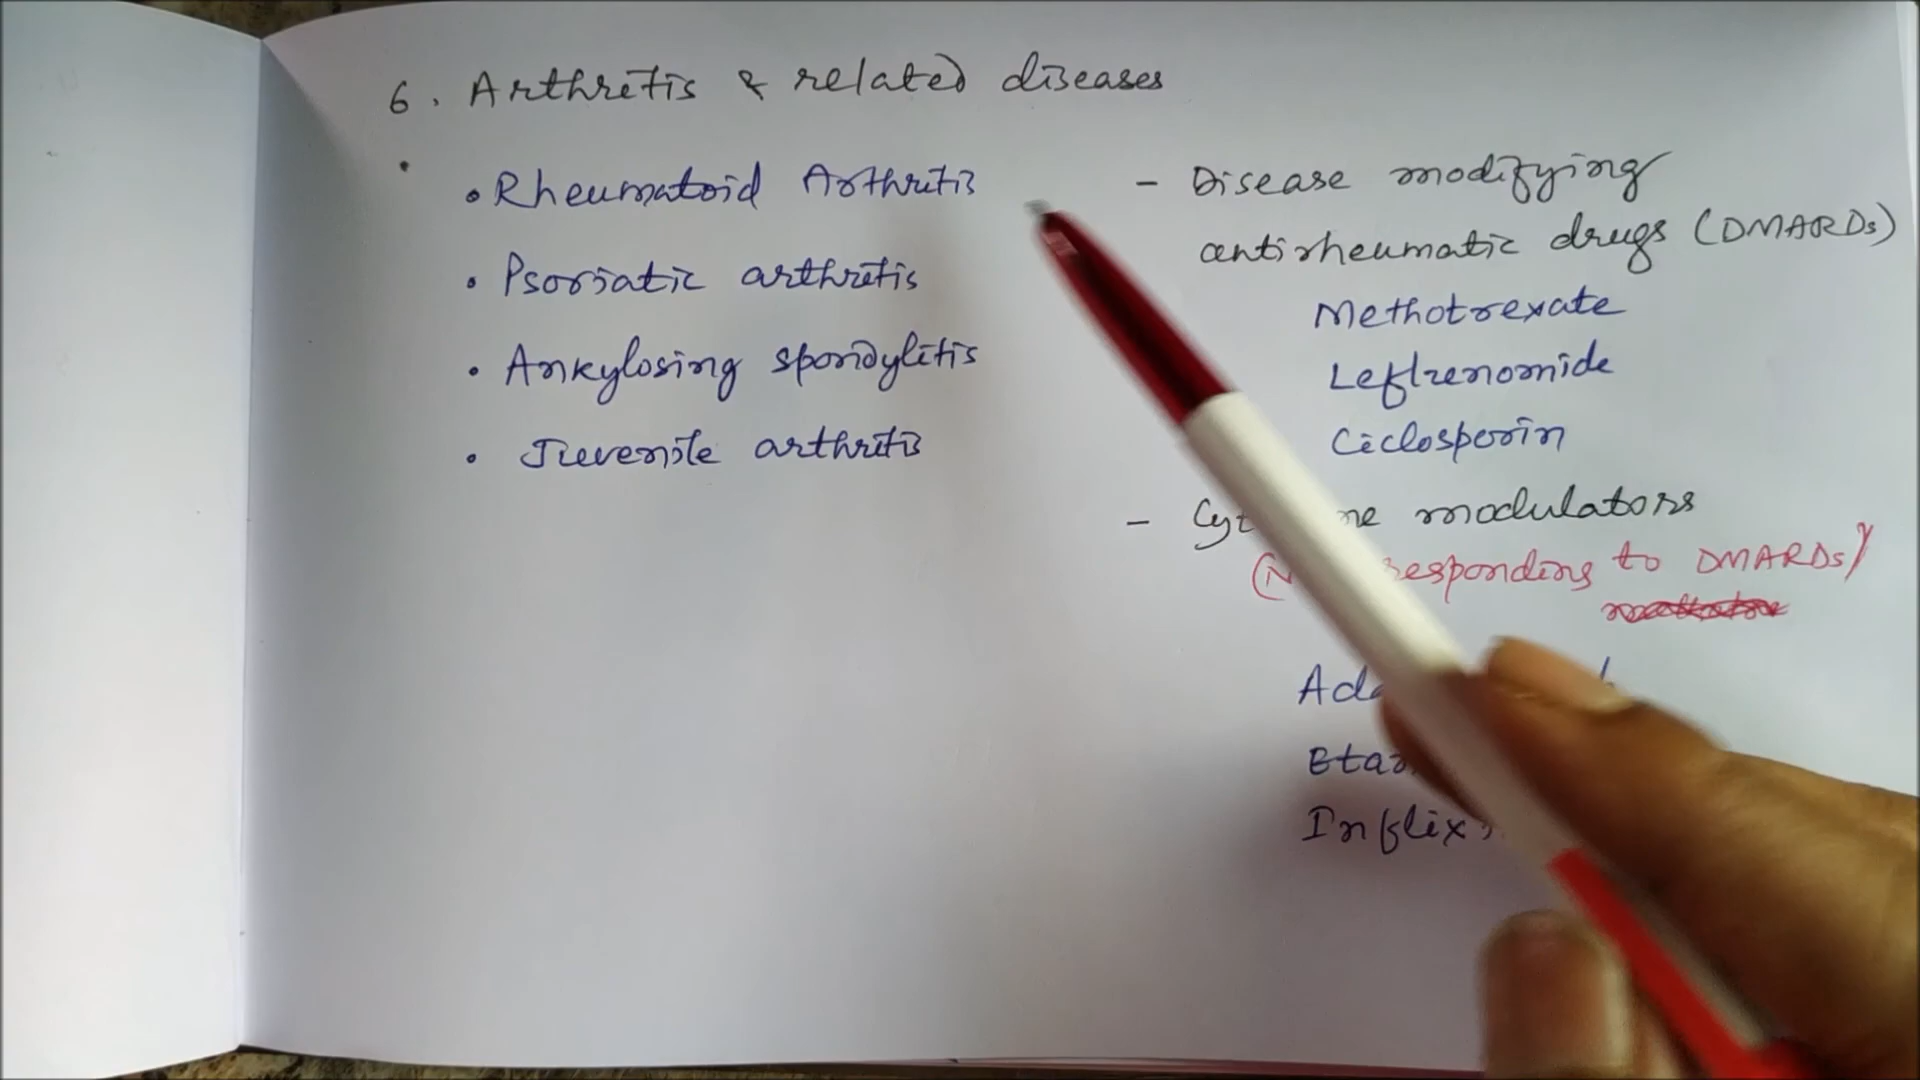 6. Arthritis & related diseases
• Rheumatoid Arthritis
• Psoriatic arthritis
• Ankylosing spondylitis
• Juvenile arthritis
- Disease modifying
antirheumatic drugs (DMARDs)
Methotrexate
Leflunomide
Ciclosporin
- modulators
responding to DMARDs)